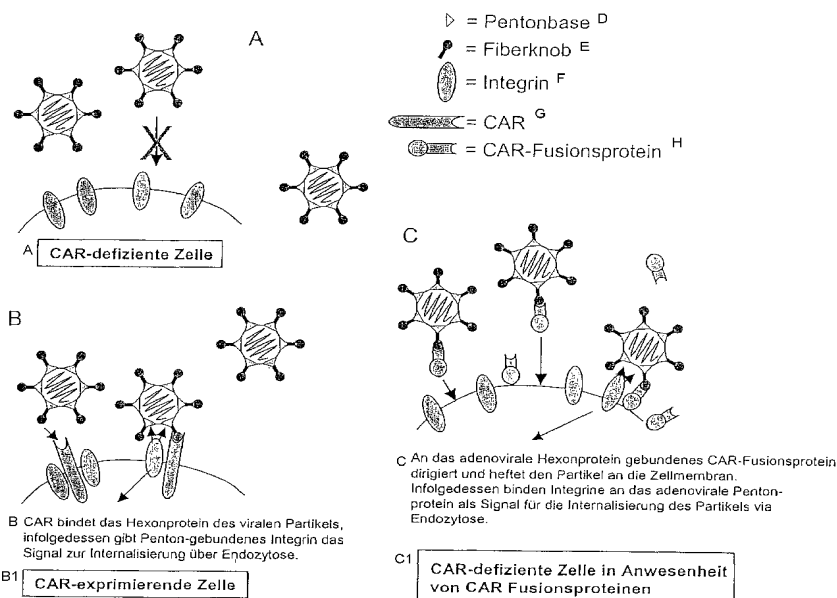 A
▷ = Pentonbase D
= Fiberknob E
= Integrin F
= CAR G
= CAR-Fusionsprotein H
A CAR-defiziente Zelle
B
B CAR bindet das Hexonprotein des viralen Partikels,
infolgedessen gibt Penton-gebundenes Integrin das
Signal zur Internalisierung über Endozytose.
B1 CAR-exprimierende Zelle
C
C An das adenovirale Hexonprotein gebundenes CAR-Fusionsprotein
dirigiert und heftet den Partikel an die Zellmembran.
Infolgedessen binden Integrine an das adenovirale Penton-
protein als Signal für die Internalisierung des Partikels via
Endozytose.
C1 CAR-defiziente Zelle in Anwesenheit
von CAR Fusionsproteinen